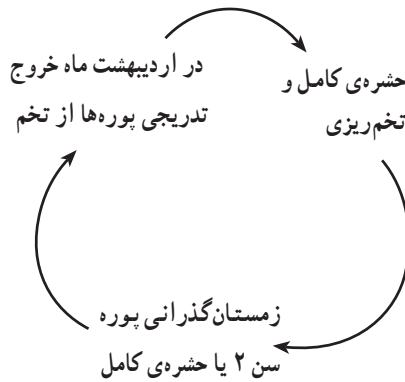 حشره‌ی کامل و
تخم‌ریزی
در اردیبهشت ماه خروج
تدریجی پوره‌ها از تخم
زمستان‌گذرانی پوره
سن ۲ یا حشره‌ی کامل